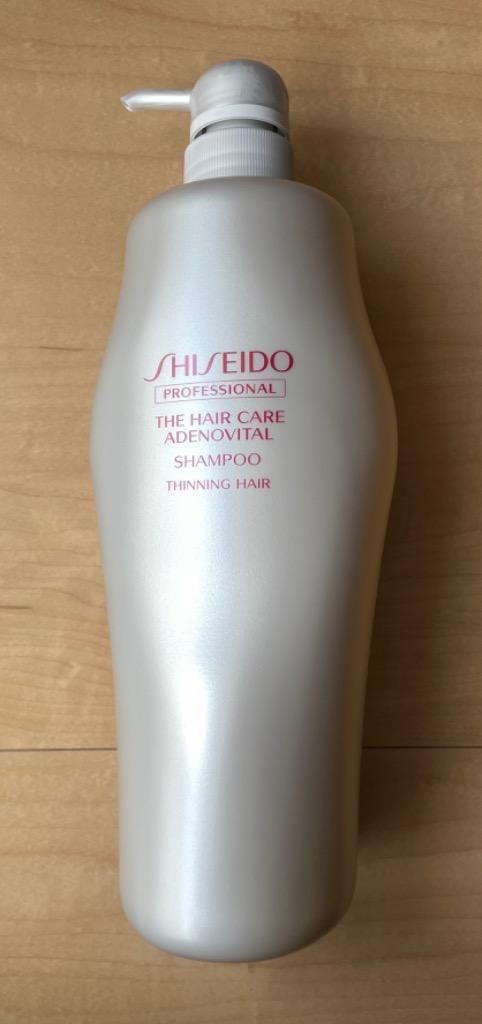 SHISEIDO
PROFESSIONAL
THE HAIR CARE
ADENOVITAL
SHAMPOO
THINNING HAIR